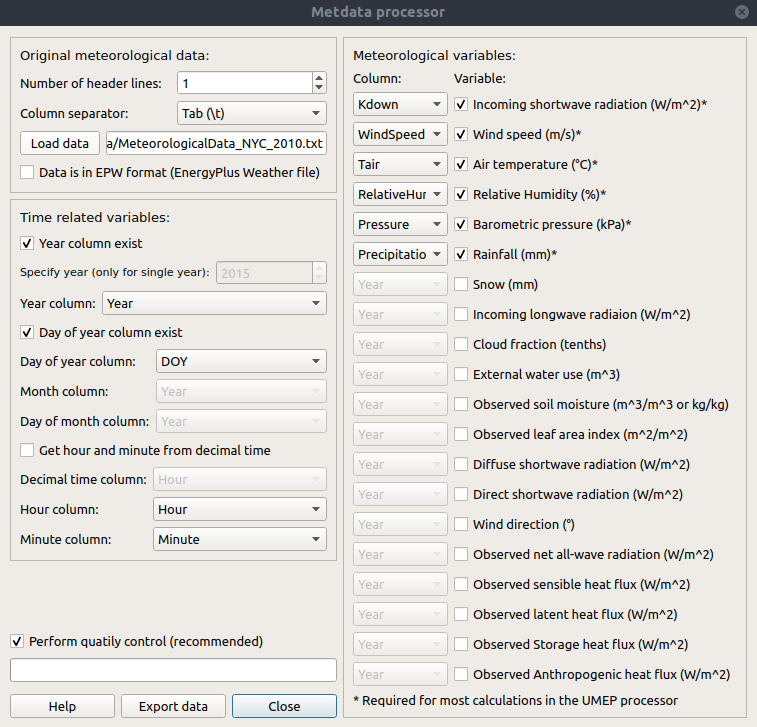 Metdata processor
Original meteorological data:
Number of header lines: 1
Column separator: Tab (\t)
Load data a/MeteorologicalData_NYC_2010.txt
Data is in EPW format (EnergyPlus Weather file)
Time related variables:
Year column exist
Specify year (only for single year): 2015
Year column: Year
Day of year column exist
Day of year column: DOY
Month column: Year
Day of month column: Year
Get hour and minute from decimal time
Decimal time column: Hour
Hour column: Hour
Minute column: Minute
Perform quatily control (recommended)
Help Export data Close
Meteorological variables:
Column: Variable:
Kdown Incoming shortwave radiation (W/m^2)*
WindSpeed Wind speed (m/s)*
Tair Air temperature (°C)*
RelativeHur Relative Humidity (%)*
Pressure Barometric pressure (kPa)*
Precipitatio Rainfall (mm)*
Year Snow (mm)
Year Incoming longwave radiaion (W/m^2)
Year Cloud fraction (tenths)
Year External water use (m^3)
Year Observed soil moisture (m^3/m^3 or kg/kg)
Year Observed leaf area index (m^2/m^2)
Year Diffuse shortwave radiation (W/m^2)
Year Direct shortwave radiation (W/m^2)
Year Wind direction (°)
Year Observed net all-wave radiation (W/m^2)
Year Observed sensible heat flux (W/m^2)
Year Observed latent heat flux (W/m^2)
Year Observed Storage heat flux (W/m^2)
Year Observed Anthropogenic heat flux (W/m^2)
* Required for most calculations in the UMEP processor